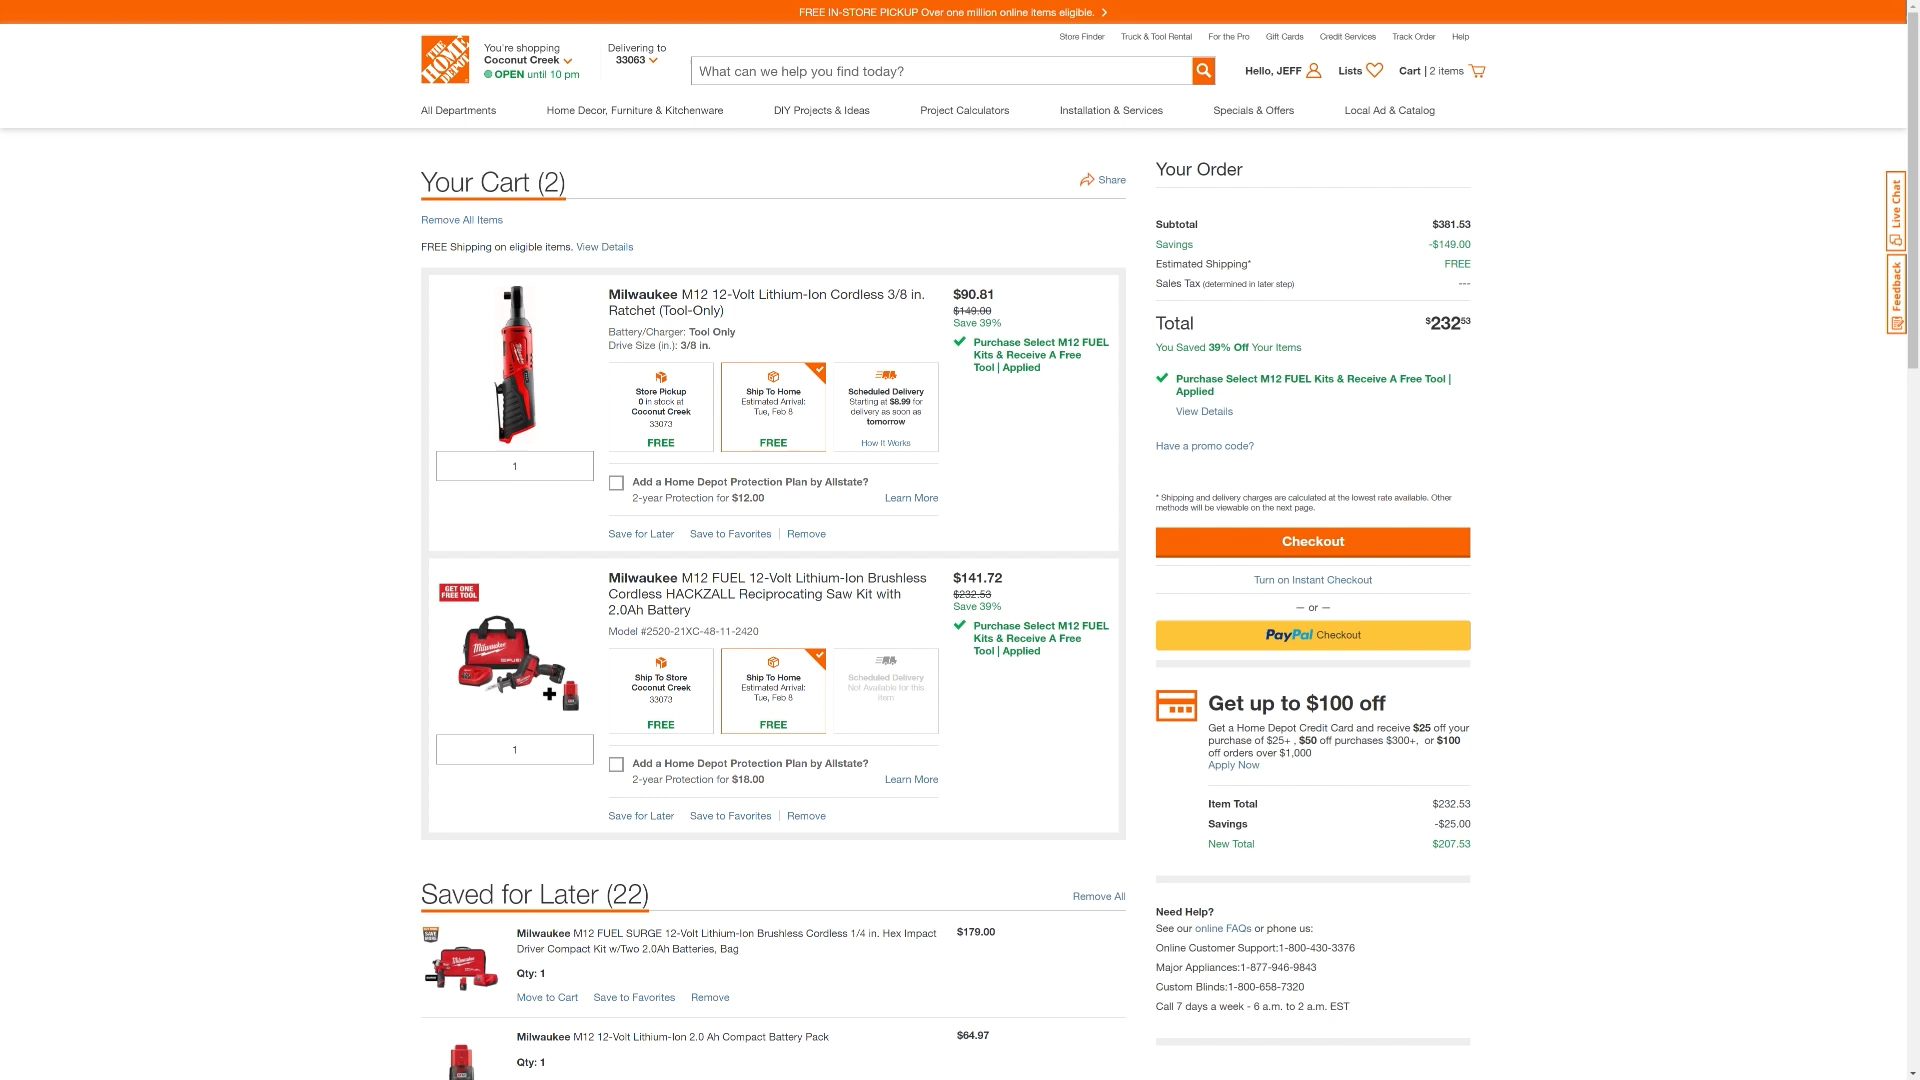 FREE IN-STORE PICKUP Over one million online items eligible.
Store Finder Truck & Tool Rental For the Pro Gift Cards Credit Services Track Order Help
THE HOME DEPOT
You're shopping
Coconut Creek
OPEN until 10 pm
Delivering to
33063
What can we help you find today?
Hello, JEFF
Lists
Cart | 2 items
All Departments Home Decor, Furniture & Kitchenware DIY Projects & Ideas Project Calculators Installation & Services Specials & Offers Local Ad & Catalog
Live Chat
Feedback
Your Cart (2)
Share
Remove All Items
FREE Shipping on eligible items. View Details
Milwaukee M12 12-Volt Lithium-Ion Cordless 3/8 in.
Ratchet (Tool-Only)
Battery/Charger: Tool Only
Drive Size (in.): 3/8 in.
$90.81
$149.00
Save 39%
Purchase Select M12 FUEL
Kits & Receive A Free
Tool | Applied
Store Pickup
0 in stock at
Coconut Creek
33073
FREE
Ship To Home
Estimated Arrival:
Tue, Feb 8
FREE
Scheduled Delivery
Starting at $8.99 for
delivery as soon as
tomorrow
How It Works
1
Add a Home Depot Protection Plan by Allstate?
2-year Protection for $12.00 Learn More
Save for Later Save to Favorites Remove
GET ONE
FREE TOOL
Milwaukee M12 FUEL 12-Volt Lithium-Ion Brushless
Cordless HACKZALL Reciprocating Saw Kit with
2.0Ah Battery
Model #2520-21XC-48-11-2420
$141.72
$232.53
Save 39%
Purchase Select M12 FUEL
Kits & Receive A Free
Tool | Applied
Ship To Store
Coconut Creek
33073
FREE
Ship To Home
Estimated Arrival:
Tue, Feb 8
FREE
Scheduled Delivery
Not Available for this
item
1
Add a Home Depot Protection Plan by Allstate?
2-year Protection for $18.00 Learn More
Save for Later Save to Favorites Remove
Saved for Later (22)
Remove All
Milwaukee M12 FUEL SURGE 12-Volt Lithium-Ion Brushless Cordless 1/4 in. Hex Impact
Driver Compact Kit w/Two 2.0Ah Batteries, Bag
$179.00
Qty: 1
Move to Cart Save to Favorites Remove
Milwaukee M12 12-Volt Lithium-Ion 2.0 Ah Compact Battery Pack
$64.97
Qty: 1
Your Order
Subtotal $381.53
Savings -$149.00
Estimated Shipping* FREE
Sales Tax (determined in later step) ---
Total $232 53
You Saved 39% Off Your Items
Purchase Select M12 FUEL Kits & Receive A Free Tool |
Applied
View Details
Have a promo code?
* Shipping and delivery charges are calculated at the lowest rate available. Other
methods will be viewable on the next page.
Checkout
Turn on Instant Checkout
— or —
PayPal Checkout
Get up to $100 off
Get a Home Depot Credit Card and receive $25 off your
purchase of $25+ , $50 off purchases $300+, or $100
off orders over $1,000
Apply Now
Item Total $232.53
Savings -$25.00
New Total $207.53
Need Help?
See our online FAQs or phone us:
Online Customer Support:1-800-430-3376
Major Appliances:1-877-946-9843
Custom Blinds:1-800-658-7320
Call 7 days a week - 6 a.m. to 2 a.m. EST